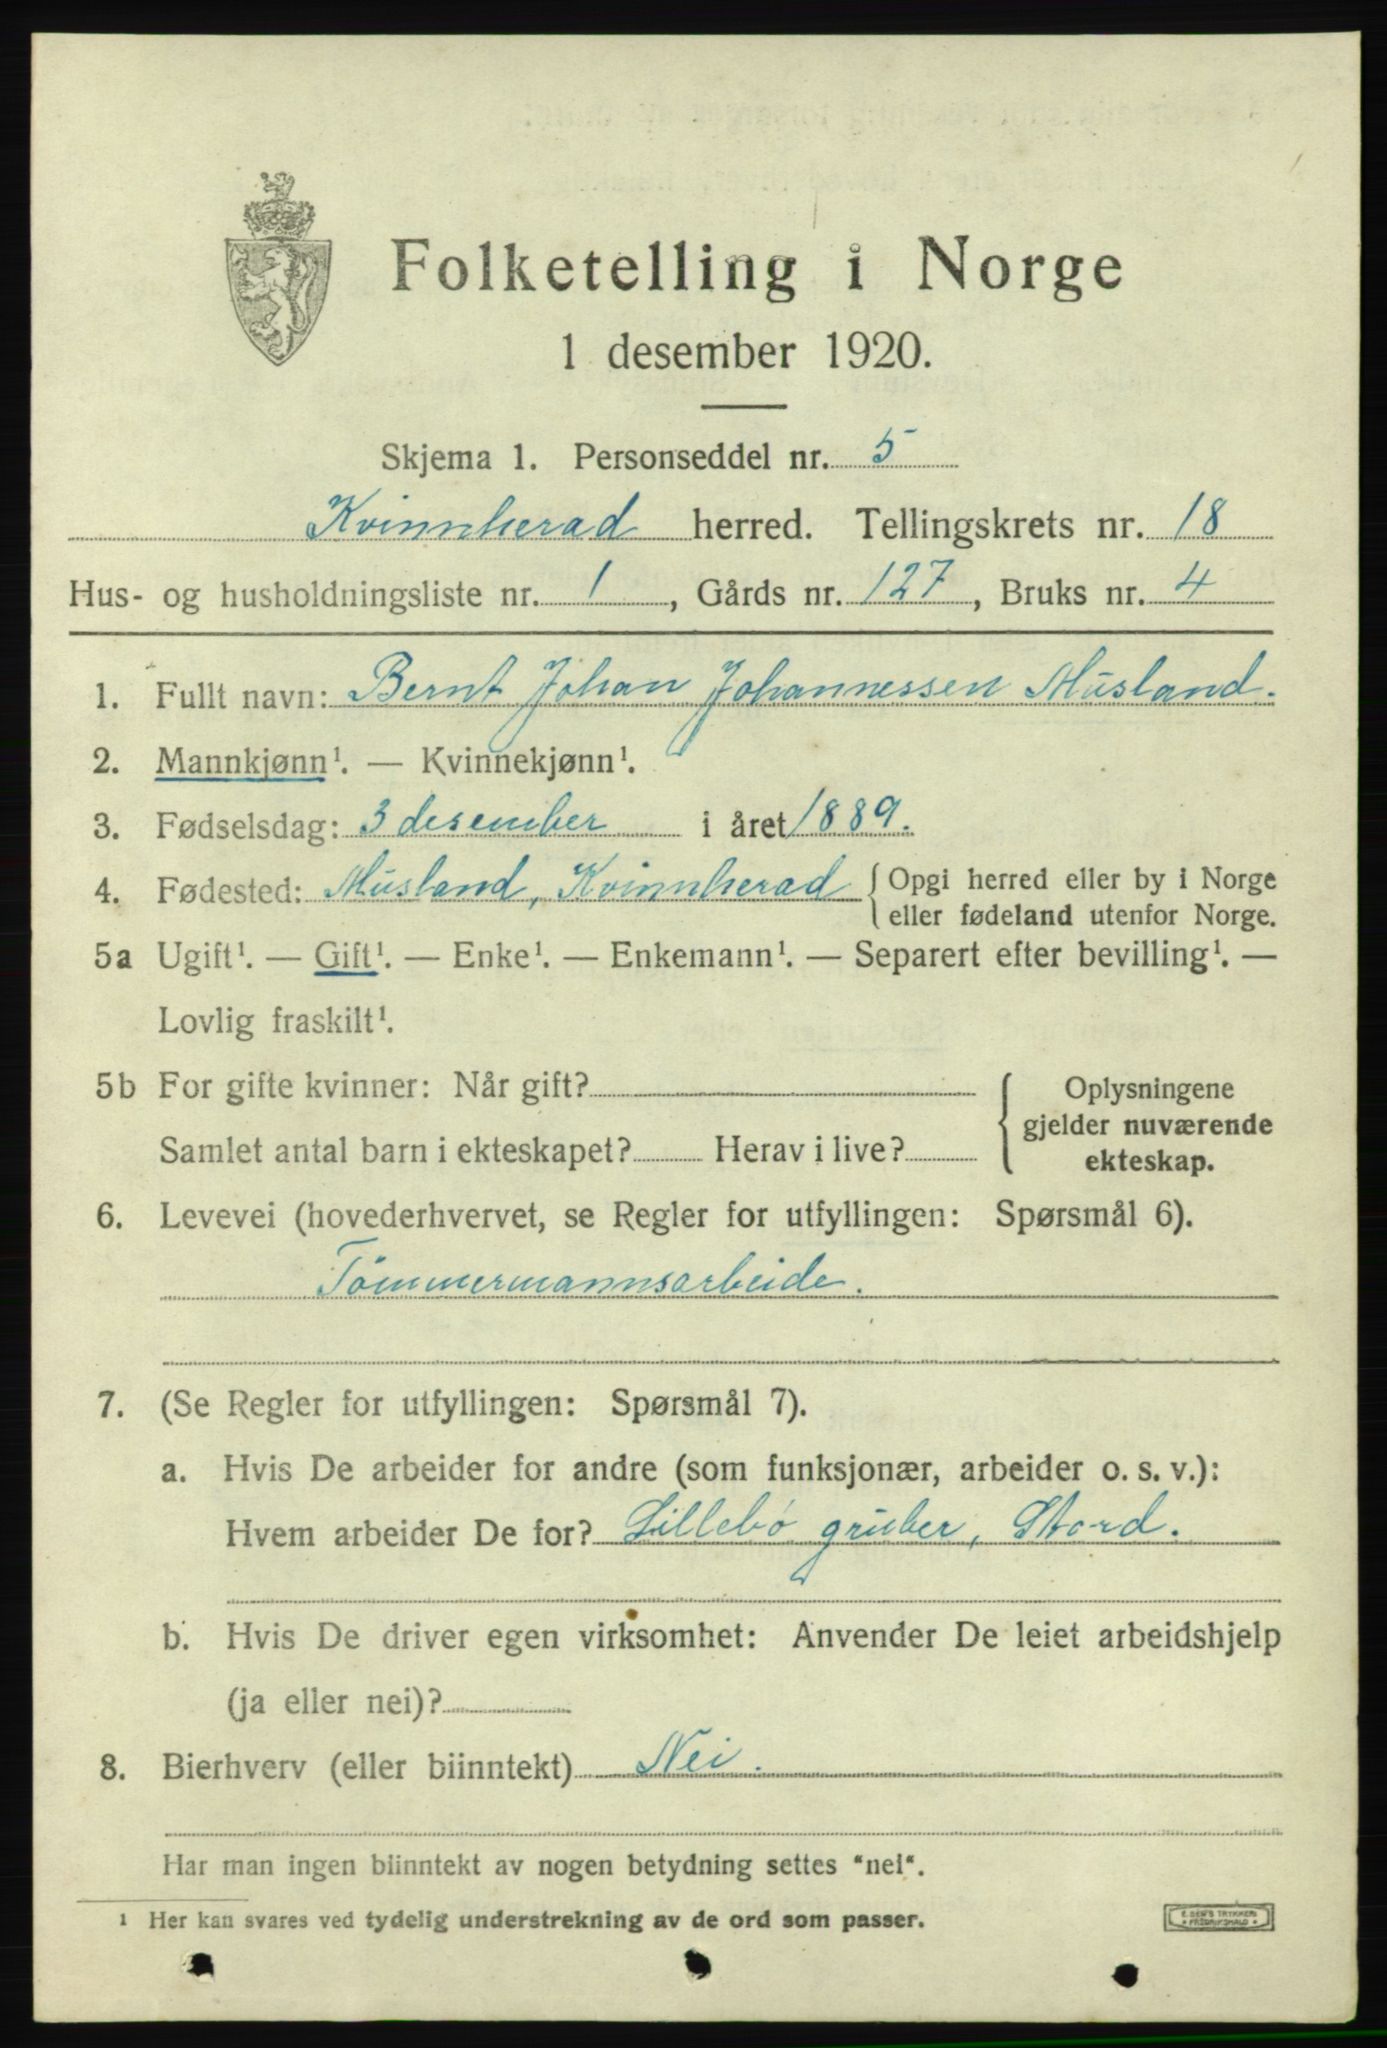 Folketelling i Norge
1 desember 1920.
Skjema 1. Personseddel nr. 5
Kvinnherad herred. Tellingskrets nr. 18
Hus- og husholdningsliste nr. 1, Gårds nr. 127, Bruks nr. 4
1. Fullt navn: Bernt Johan Johannessen Musland.
2. Mannkjønn¹. — Kvinnekjønn¹.
3. Fødselsdag: 3 desember i året 1889.
4. Fødested: Musland, Kvinnherad { Opgi herred eller by i Norge
eller fødeland utenfor Norge.
5a Ugift¹. — Gift¹. — Enke¹. — Enkemann¹. — Separert efter bevilling¹. —
Lovlig fraskilt¹.
5b For gifte kvinner: Når gift? { Oplysningene
gjelder nuværende
Samlet antal barn i ekteskapet? Herav i live? ekteskap.
6. Levevei (hovederhvervet, se Regler for utfyllingen: Spørsmål 6).
Tömmermannsarbeide.
7. (Se Regler for utfyllingen: Spørsmål 7).
a. Hvis De arbeider for andre (som funksjonær, arbeider o. s. v.):
Hvem arbeider De for? Lillebø gruber, Stord.
b. Hvis De driver egen virksomhet: Anvender De leiet arbeidshjelp
(ja eller nei)?
8. Bierhverv (eller biinntekt) Nei.
Har man ingen biinntekt av nogen betydning settes "nei".
¹ Her kan svares ved tydelig understrekning av de ord som passer.
E. SEM'S TRYKKERI
FREDRIKSHALD